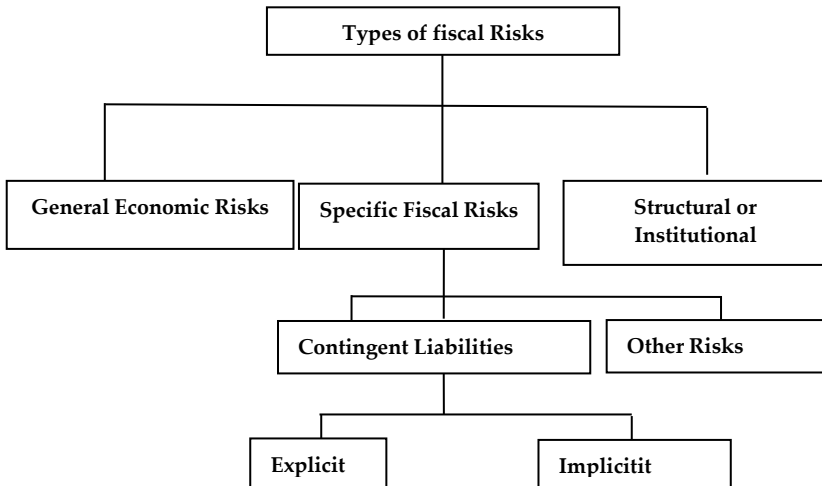 Types of fiscal Risks
General Economic Risks
Specific Fiscal Risks
Structural or
Institutional
Contingent Liabilities
Other Risks
Explicit
Implicitit